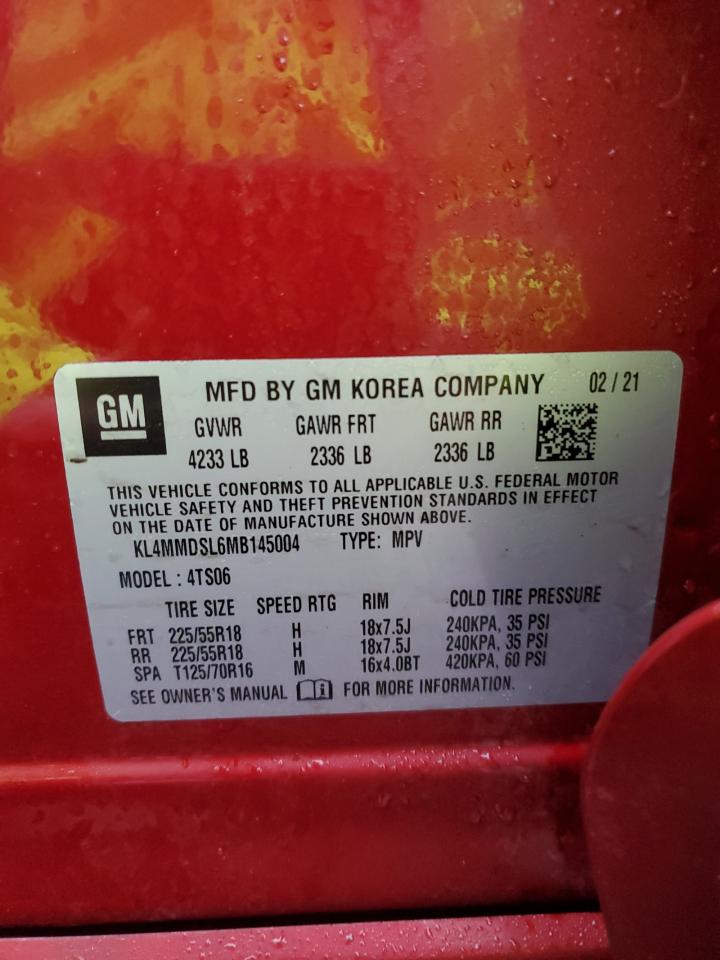 GM
MFD BY GM KOREA COMPANY 02 / 21
GVWR GAWR FRT GAWR RR
4233 LB 2336 LB 2336 LB
THIS VEHICLE CONFORMS TO ALL APPLICABLE U.S. FEDERAL MOTOR
VEHICLE SAFETY AND THEFT PREVENTION STANDARDS IN EFFECT
ON THE DATE OF MANUFACTURE SHOWN ABOVE.
KL4MMDSL6MB145004 TYPE: MPV
MODEL : 4TS06
TIRE SIZE SPEED RTG RIM COLD TIRE PRESSURE
FRT 225/55R18 H 18x7.5J 240KPA, 35 PSI
RR 225/55R18 H 18x7.5J 240KPA, 35 PSI
SPA T125/70R16 M 16x4.0BT 420KPA, 60 PSI
SEE OWNER'S MANUAL FOR MORE INFORMATION.